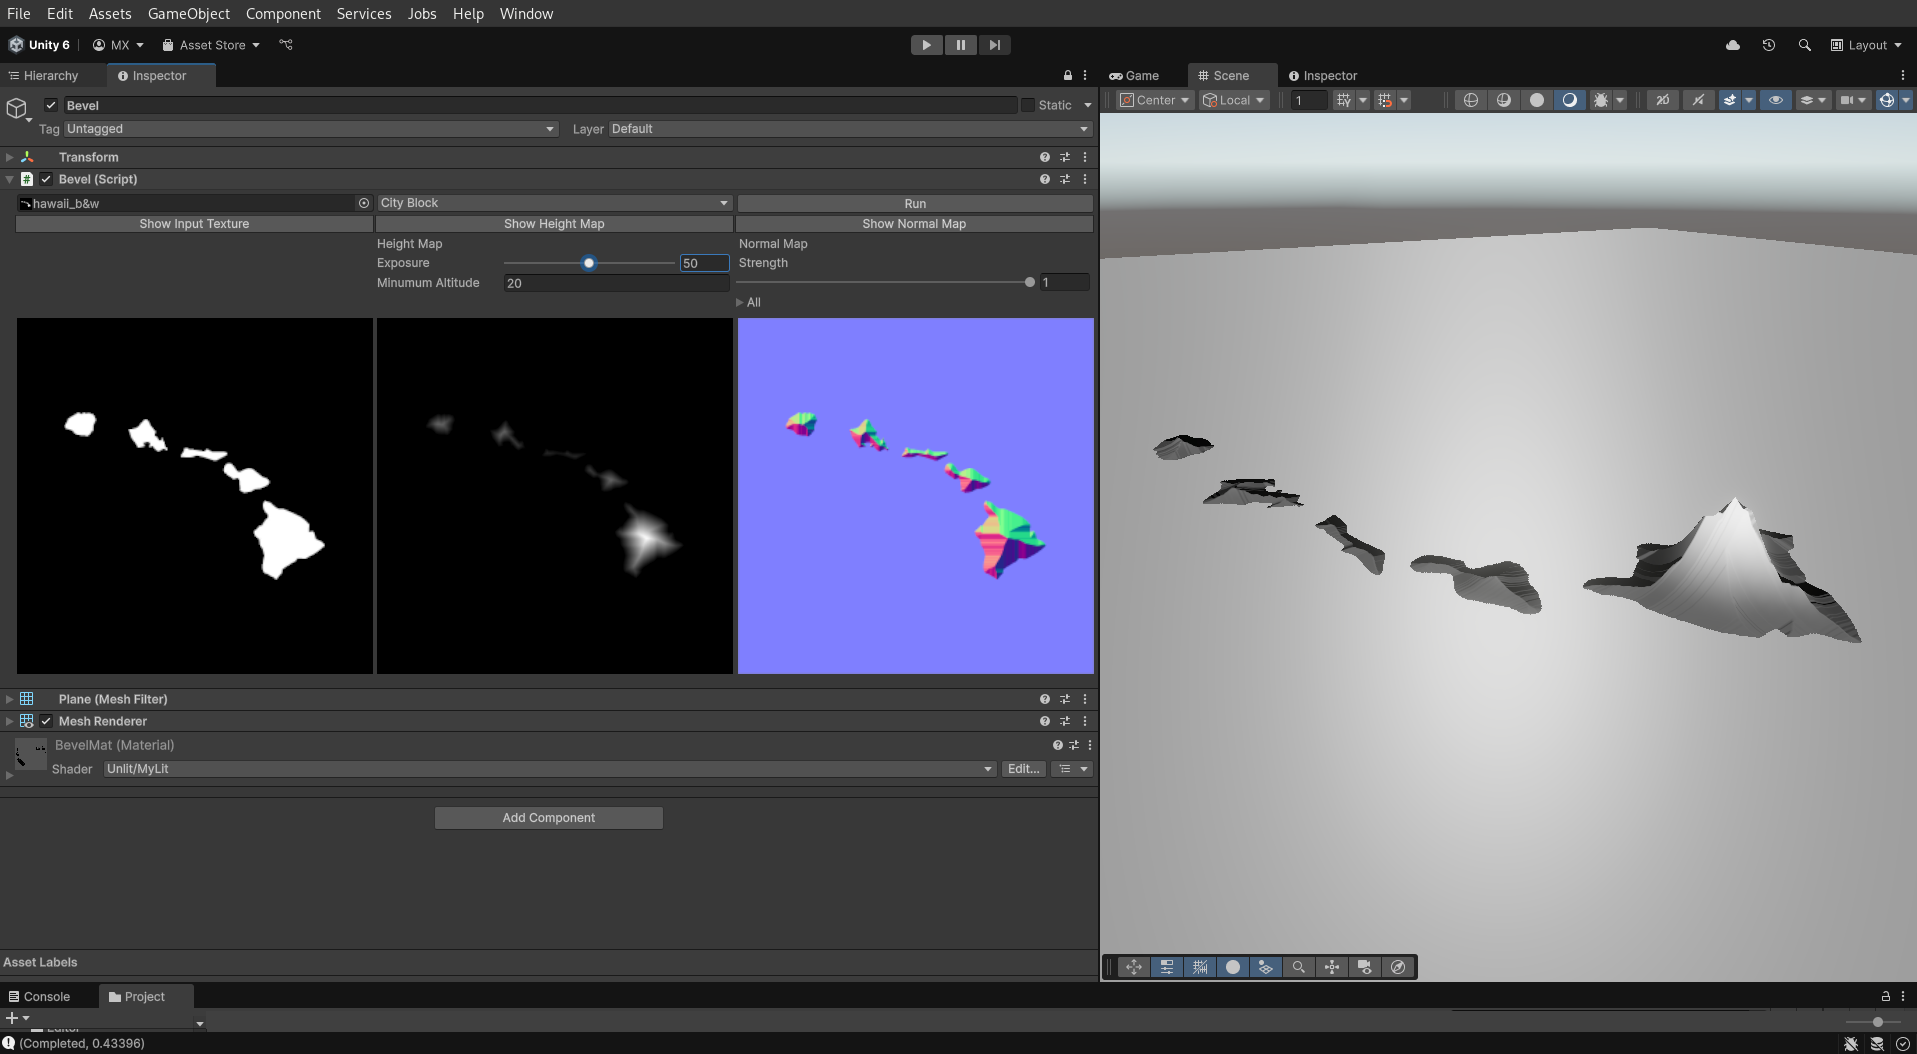 File Edit Assets GameObject Component Services Jobs Help Window
Unity 6 MX Asset Store Layout
Hierarchy Inspector Game Scene Inspector
Bevel Static
Center Local 1 2D
Tag Untagged Layer Default
Transform
Bevel (Script)
hawaii_b&w City Block Run
Show Input Texture Show Height Map Show Normal Map
Height Map Normal Map
Exposure 50 Strength
Minumum Altitude 20 1
All
Plane (Mesh Filter)
Mesh Renderer
BevelMat (Material)
Shader Unlit/MyLit Edit...
Add Component
Asset Labels
Console Project
Editor
(Completed, 0.43396)